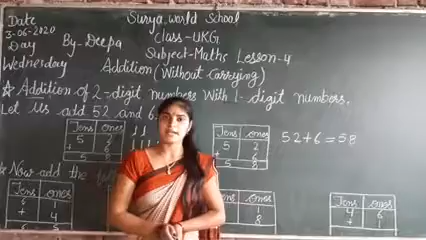 Date Surya world School
3-06-2020 Class-UKG
Day By-Deepa Subject-Maths Lesson-4
Wednesday Addition (Without Carrying)
☆ Addition of 2-digit numbers With 1-digit numbers.
Let us add 52 and 6.
Tens ones
5
+
5 8
Tens ones
5 2
+ 6
5 8
52+6=58
☆ Now add the
Tens ones
6 1
+ 4
6 5
ones
1
8
Tens ones
4 6
+ 1